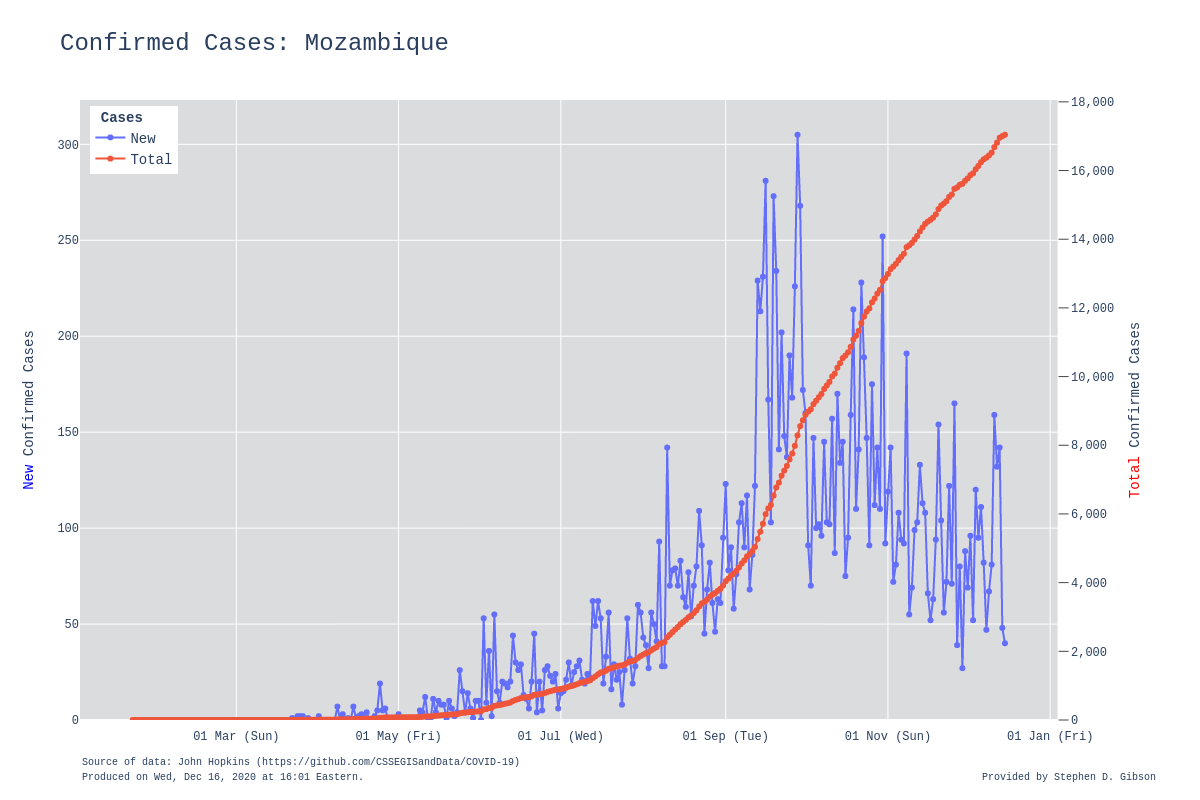 Confirmed Cases: Mozambique
Cases
New
Total
300
250
200
150
100
50
0
18,000
16,000
14,000
12,000
10,000
8,000
6,000
4,000
2,000
0
New Confirmed Cases
Total Confirmed Cases
01 Mar (Sun) 01 May (Fri) 01 Jul (Wed) 01 Sep (Tue) 01 Nov (Sun) 01 Jan (Fri)
Source of data: John Hopkins (https://github.com/CSSEGISandData/COVID-19)
Produced on Wed, Dec 16, 2020 at 16:01 Eastern.
Provided by Stephen D. Gibson